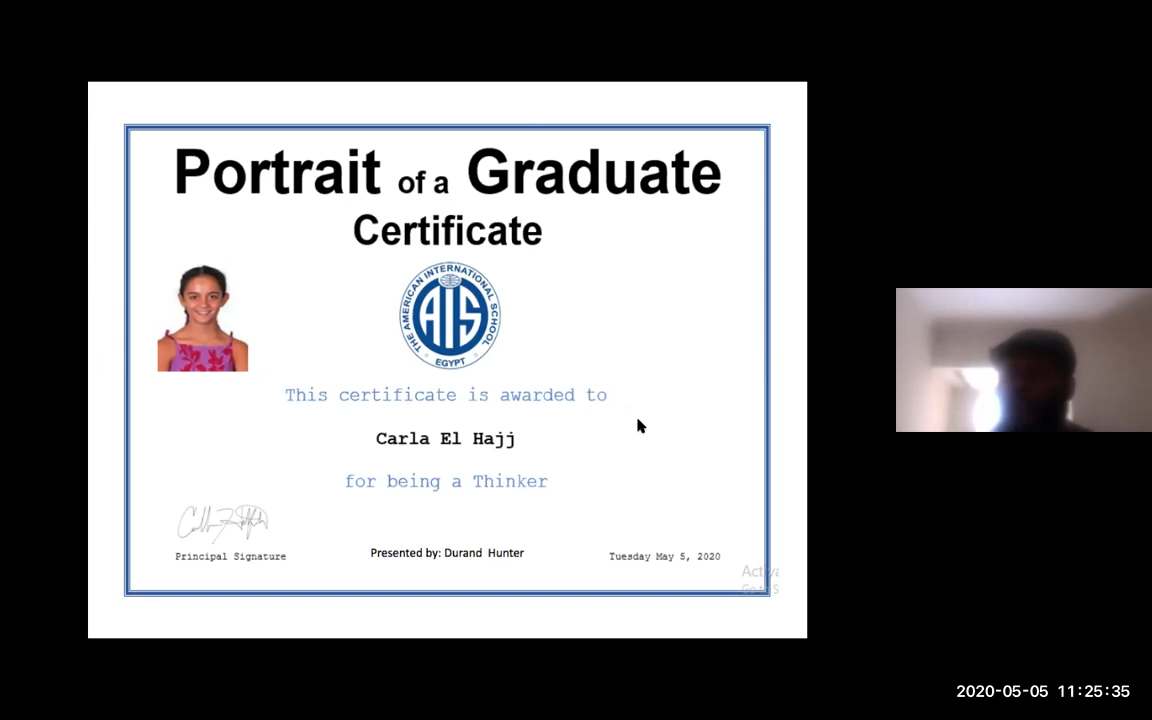 Portrait of a Graduate
Certificate
THE AMERICAN INTERNATIONAL SCHOOL
AIS
EGYPT
This certificate is awarded to
Carla El Hajj
for being a Thinker
Principal Signature
Presented by: Durand Hunter
Tuesday May 5, 2020
2020-05-05 11:25:35